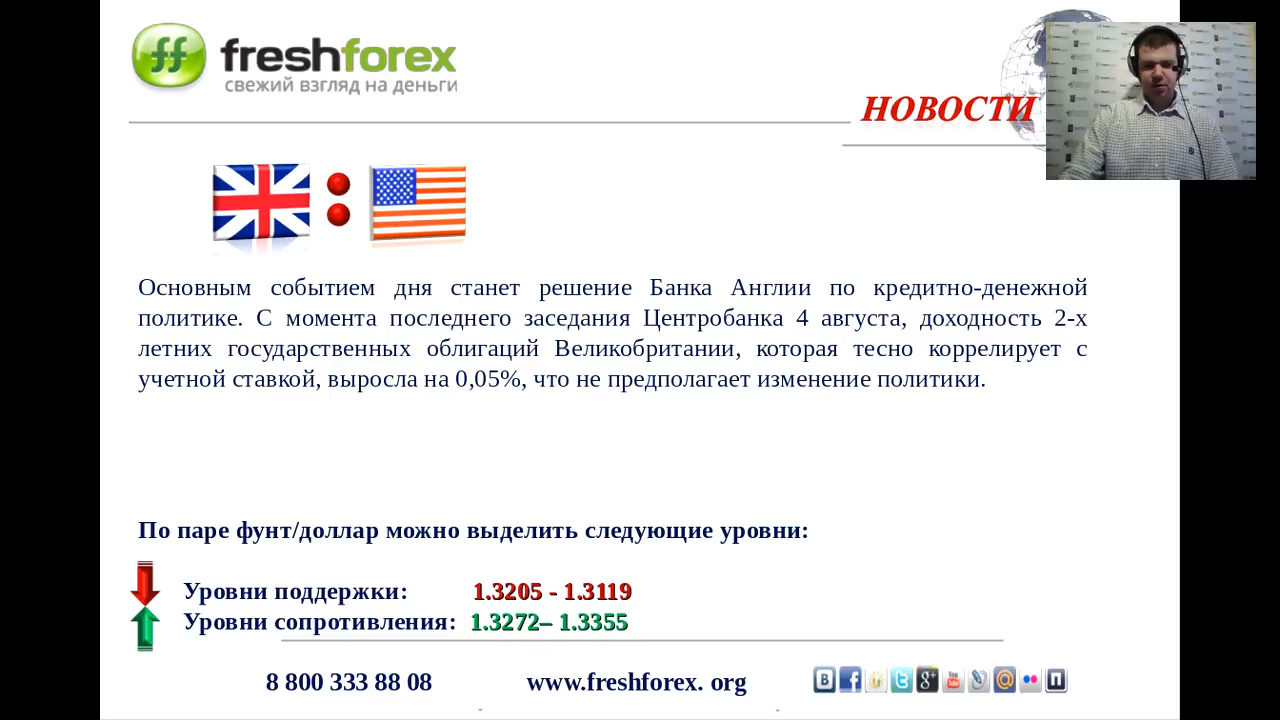 freshforex
свежий взгляд на деньги
НОВОСТИ
Основным событием дня станет решение Банка Англии по кредитно-денежной
политике. С момента последнего заседания Центробанка 4 августа, доходность 2-х
летних государственных облигаций Великобритании, которая тесно коррелирует с
учетной ставкой, выросла на 0,05%, что не предполагает изменение политики.
По паре фунт/доллар можно выделить следующие уровни:
Уровни поддержки: 1.3205 - 1.3119
Уровни сопротивления: 1.3272– 1.3355
8 800 333 88 08 www.freshforex. org